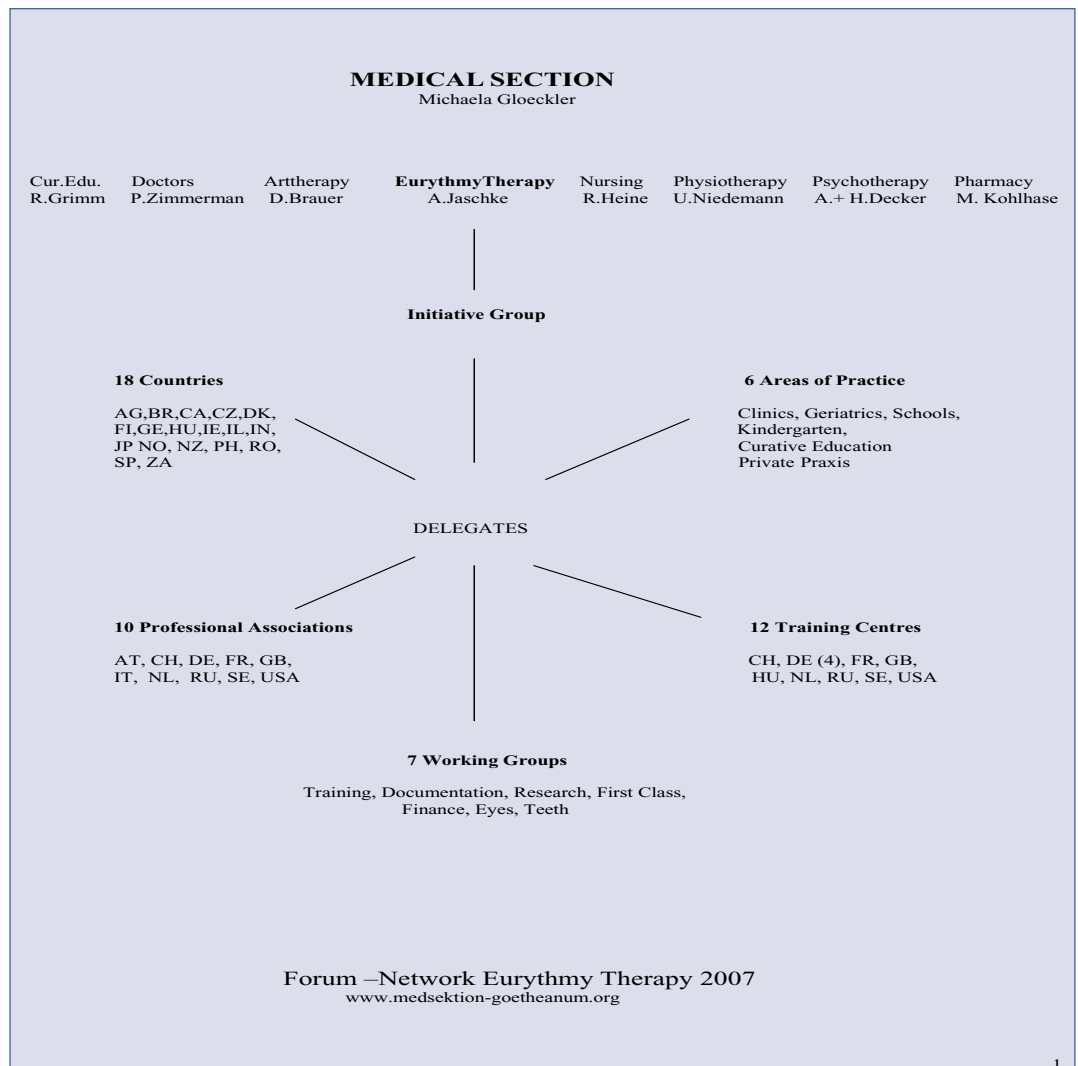 MEDICAL SECTION
Michaela Gloeckler
Cur.Edu. Doctors Arttherapy EurythmyTherapy Nursing Physiotherapy Psychotherapy Pharmacy
R.Grimm P.Zimmerman D.Brauer A.Jaschke R.Heine U.Niedemann A.+ H.Decker M. Kohlhase
Initiative Group
18 Countries
AG,BR,CA,CZ,DK,
FI,GE,HU,IE,IL,IN,
JP NO, NZ, PH, RO,
SP, ZA
6 Areas of Practice
Clinics, Geriatrics, Schools,
Kindergarten,
Curative Education
Private Praxis
DELEGATES
10 Professional Associations
AT, CH, DE, FR, GB,
IT, NL, RU, SE, USA
12 Training Centres
CH, DE (4), FR, GB,
HU, NL, RU, SE, USA
7 Working Groups
Training, Documentation, Research, First Class,
Finance, Eyes, Teeth
Forum –Network Eurythmy Therapy 2007
www.medsektion-goetheanum.org
1